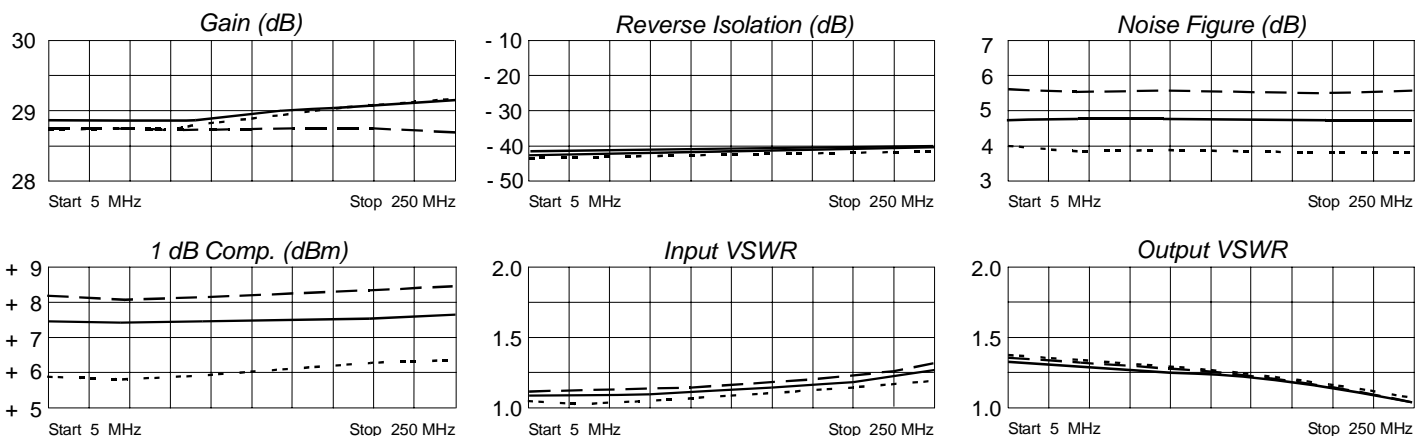 Gain (dB)
30
29
28
Start 5 MHz
Stop 250 MHz
Reverse Isolation (dB)
- 10
- 20
- 30
- 40
- 50
Start 5 MHz
Stop 250 MHz
Noise Figure (dB)
7
6
5
4
3
Start 5 MHz
Stop 250 MHz
1 dB Comp. (dBm)
+ 9
+ 8
+ 7
+ 6
+ 5
Start 5 MHz
Stop 250 MHz
Input VSWR
2.0
1.5
1.0
Start 5 MHz
Stop 250 MHz
Output VSWR
2.0
1.5
1.0
Start 5 MHz
Stop 250 MHz